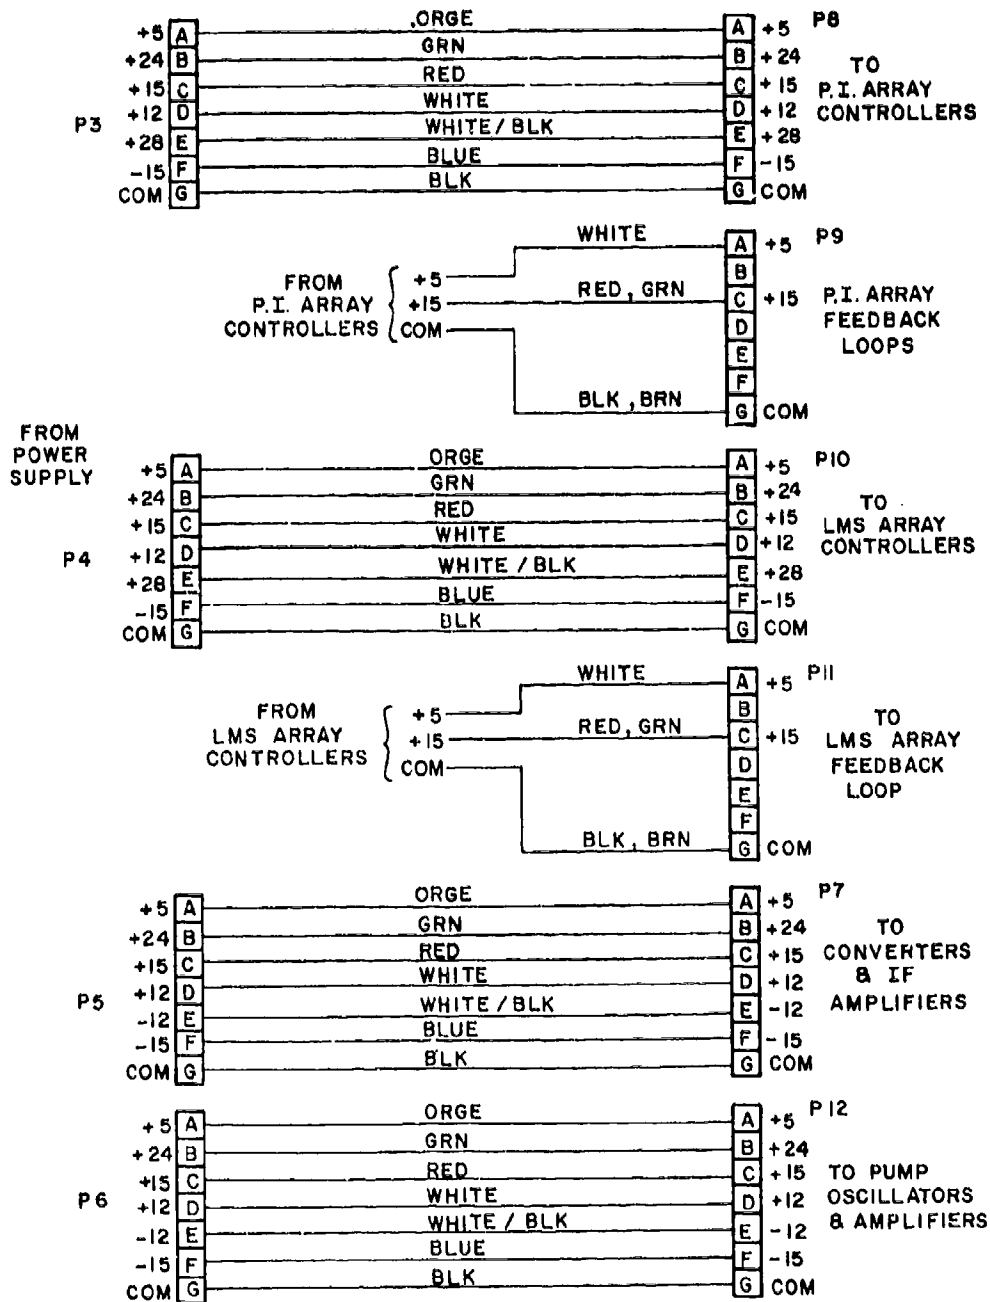 P3
+5 A ORGE A +5 P8
+24 B GRN B +24
+15 C RED C +15
+12 D WHITE D +12
+28 E WHITE / BLK E +28
-15 F BLUE F -15
COM G BLK G COM
TO
P.I. ARRAY
CONTROLLERS
FROM
P.I. ARRAY
CONTROLLERS
+5 WHITE A +5 P9
B
+15 RED, GRN C +15
D
E
F
COM BLK, BRN G COM
P.I. ARRAY
FEEDBACK
LOOPS
FROM
POWER
SUPPLY
P4
+5 A ORGE A +5 P10
+24 B GRN B +24
+15 C RED C +15
+12 D WHITE D +12
+28 E WHITE / BLK E +28
-15 F BLUE F -15
COM G BLK G COM
TO
LMS ARRAY
CONTROLLERS
FROM
LMS ARRAY
CONTROLLERS
+5 WHITE A +5 P11
B
+15 RED, GRN C +15
D
E
F
COM BLK, BRN G COM
TO
LMS ARRAY
FEEDBACK
LOOP
P5
+5 A ORGE A +5 P7
+24 B GRN B +24
+15 C RED C +15
+12 D WHITE D +12
-12 E WHITE / BLK E -12
-15 F BLUE F -15
COM G BLK G COM
TO
CONVERTERS
& IF
AMPLIFIERS
P6
+5 A ORGE A +5 P12
+24 B GRN B +24
+15 C RED C +15
+12 D WHITE D +12
-12 E WHITE / BLK E -12
-15 F BLUE F -15
COM G BLK G COM
TO PUMP
OSCILLATORS
& AMPLIFIERS